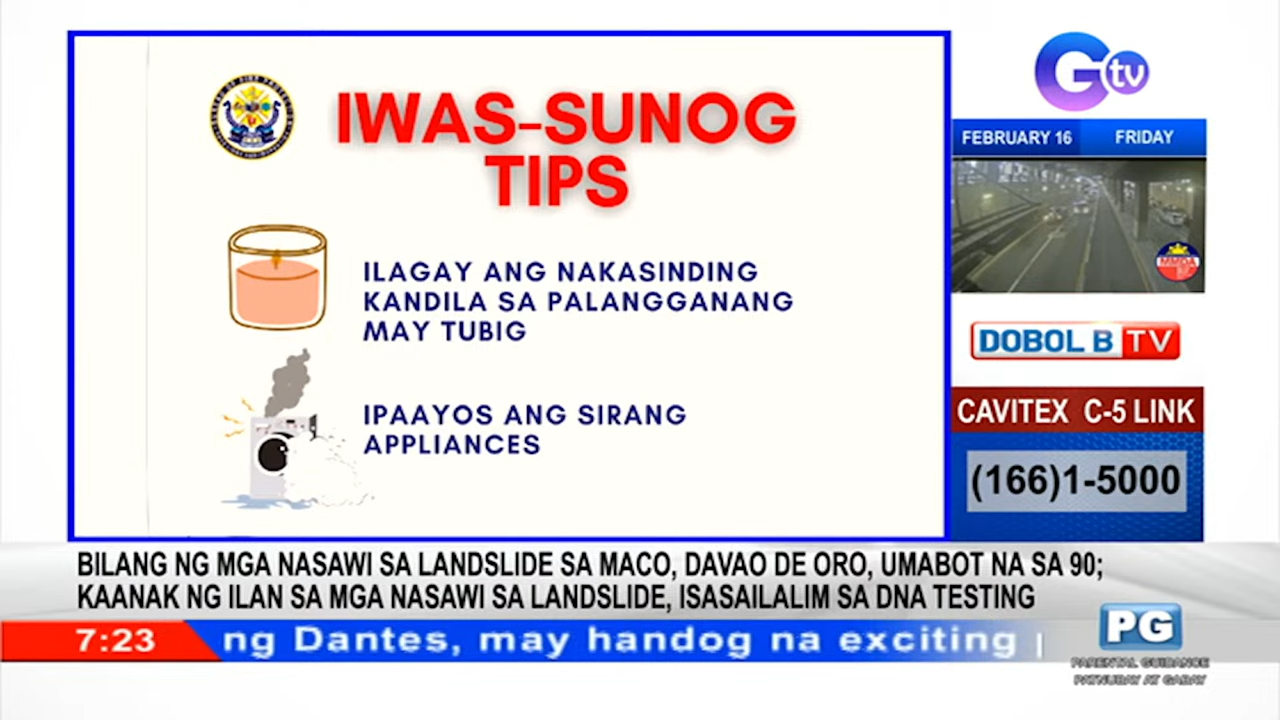 IWAS-SUNOG
TIPS
ILAGAY ANG NAKASINDING
KANDILA SA PALANGGANANG
MAY TUBIG
IPAAYOS ANG SIRANG
APPLIANCES
Gtv
FEBRUARY 16 FRIDAY
MMDA
DOBOL B TV
CAVITEX C-5 LINK
(166)1-5000
BILANG NG MGA NASAWI SA LANDSLIDE SA MACO, DAVAO DE ORO, UMABOT NA SA 90;
KAANAK NG ILAN SA MGA NASAWI SA LANDSLIDE, ISASAILALIM SA DNA TESTING
7:23 ng Dantes, may handog na exciting
PG
PARENTAL GUIDANCE
PATNUBAY AT GABAY